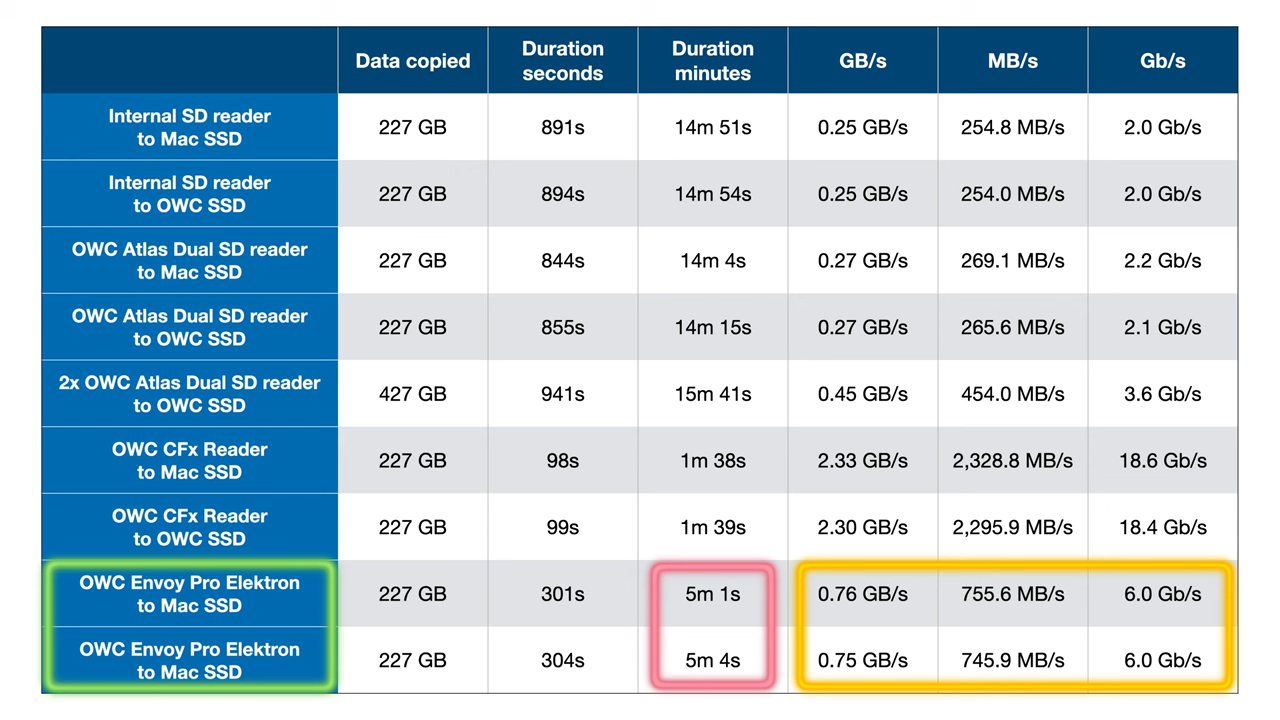 Data copied
Duration
seconds
Duration
minutes
GB/s
MB/s
Gb/s
Internal SD reader
to Mac SSD
227 GB
891s
14m 51s
0.25 GB/s
254.8 MB/s
2.0 Gb/s
Internal SD reader
to OWC SSD
227 GB
894s
14m 54s
0.25 GB/s
254.0 MB/s
2.0 Gb/s
OWC Atlas Dual SD reader
to Mac SSD
227 GB
844s
14m 4s
0.27 GB/s
269.1 MB/s
2.2 Gb/s
OWC Atlas Dual SD reader
to OWC SSD
227 GB
855s
14m 15s
0.27 GB/s
265.6 MB/s
2.1 Gb/s
2x OWC Atlas Dual SD reader
to OWC SSD
427 GB
941s
15m 41s
0.45 GB/s
454.0 MB/s
3.6 Gb/s
OWC CFx Reader
to Mac SSD
227 GB
98s
1m 38s
2.33 GB/s
2,328.8 MB/s
18.6 Gb/s
OWC CFx Reader
to OWC SSD
227 GB
99s
1m 39s
2.30 GB/s
2,295.9 MB/s
18.4 Gb/s
OWC Envoy Pro Elektron
to Mac SSD
227 GB
301s
5m 1s
0.76 GB/s
755.6 MB/s
6.0 Gb/s
OWC Envoy Pro Elektron
to Mac SSD
227 GB
304s
5m 4s
0.75 GB/s
745.9 MB/s
6.0 Gb/s